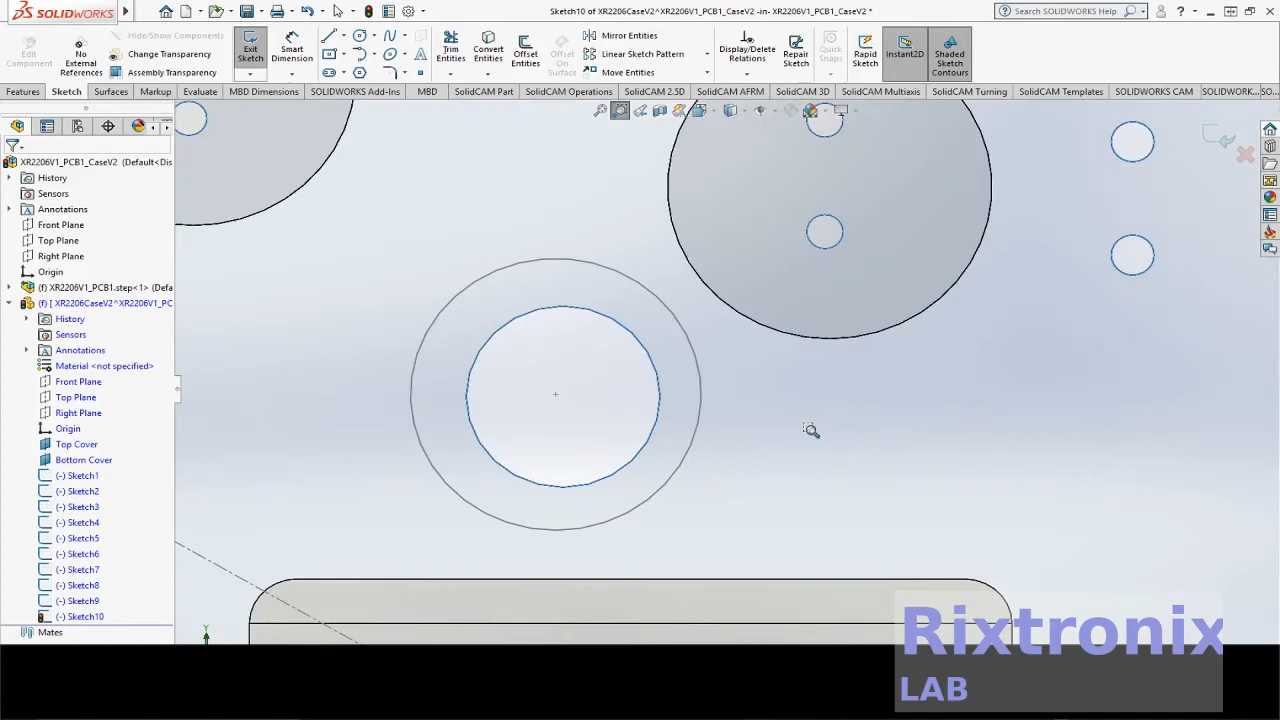 SOLIDWORKS
Sketch10 of XR2206CaseV2^XR2206V1_PCB1_CaseV2 -in- XR2206V1_PCB1_CaseV2 *
Search SOLIDWORKS Help
Edit Component
No External References
Hide/Show Components
Change Transparency
Assembly Transparency
Exit Sketch
Smart Dimension
Trim Entities
Convert Entities
Offset Entities
Offset On Surface
Mirror Entities
Linear Sketch Pattern
Move Entities
Display/Delete Relations
Repair Sketch
Quick Snaps
Rapid Sketch
Instant2D
Shaded Sketch Contours
Features
Sketch
Surfaces
Markup
Evaluate
MBD Dimensions
SOLIDWORKS Add-Ins
MBD
SolidCAM Part
SolidCAM Operations
SolidCAM 2.5D
SolidCAM AFRM
SolidCAM 3D
SolidCAM Multiaxis
SolidCAM Turning
SolidCAM Templates
SOLIDWORKS CAM
SOLIDWORK...
SO...
XR2206V1_PCB1_CaseV2 (Default<Dis
History
Sensors
Annotations
Front Plane
Top Plane
Right Plane
Origin
(f) XR2206V1_PCB1.step<1> (Defau
(f) [ XR2206CaseV2^XR2206V1_PC
History
Sensors
Annotations
Material <not specified>
Front Plane
Top Plane
Right Plane
Origin
Top Cover
Bottom Cover
(-) Sketch1
(-) Sketch2
(-) Sketch3
(-) Sketch4
(-) Sketch5
(-) Sketch6
(-) Sketch7
(-) Sketch8
(-) Sketch9
(-) Sketch10
Mates
Y
Rixtronix
LAB